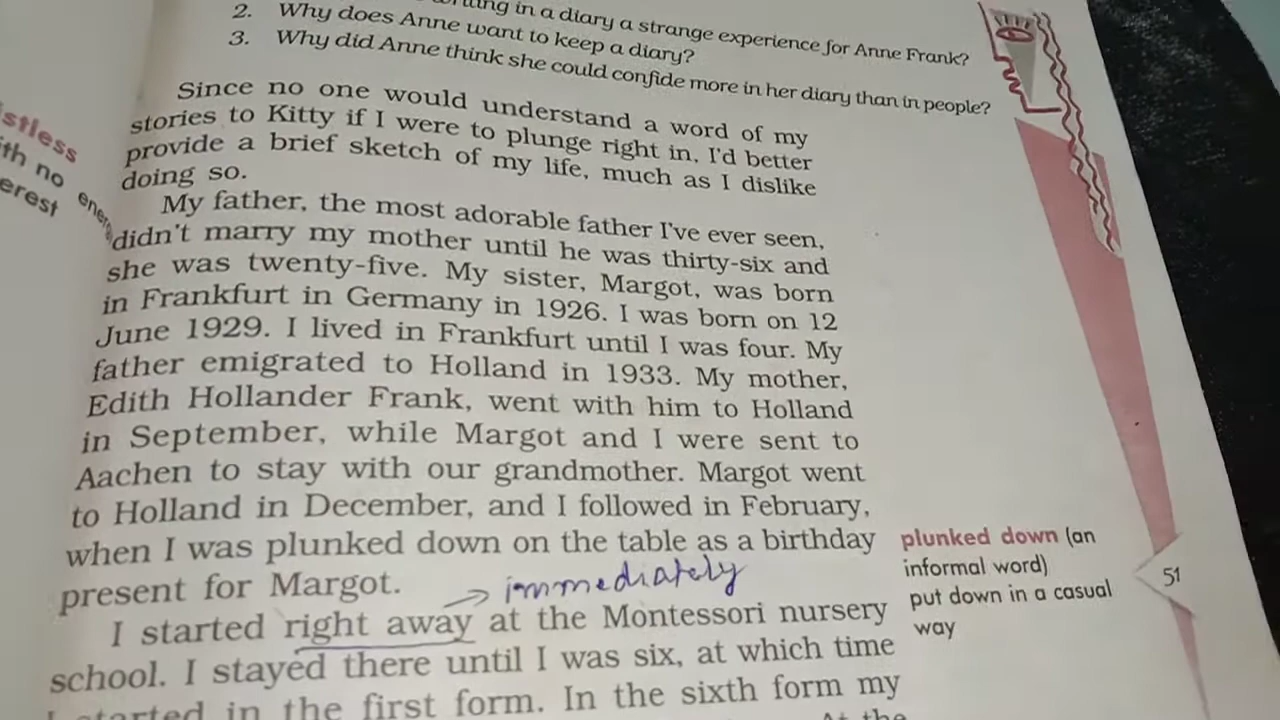 in a diary a strange experience for Anne Frank?
2. Why does Anne want to keep a diary?
3. Why did Anne think she could confide more in her diary than in people?
Since no one would understand a word of my
stories to Kitty if I were to plunge right in, I'd better
provide a brief sketch of my life, much as I dislike
doing so.
My father, the most adorable father I've ever seen,
didn't marry my mother until he was thirty-six and
she was twenty-five. My sister, Margot, was born
in Frankfurt in Germany in 1926. I was born on 12
June 1929. I lived in Frankfurt until I was four. My
father emigrated to Holland in 1933. My mother,
Edith Hollander Frank, went with him to Holland
in September, while Margot and I were sent to
Aachen to stay with our grandmother. Margot went
to Holland in December, and I followed in February,
when I was plunked down on the table as a birthday
present for Margot.
immediately
I started right away at the Montessori nursery
school. I stayed there until I was six, at which time
I started in the first form. In the sixth form my
At the
plunked down (an
informal word)
put down in a casual
way
51
stless
ith no
erest